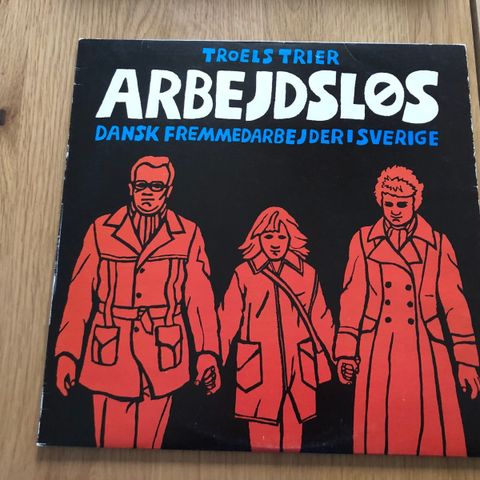 TROELS TRIER
ARBEJDSLØS
DANSK FREMMEDARBEJDER I SVERIGE